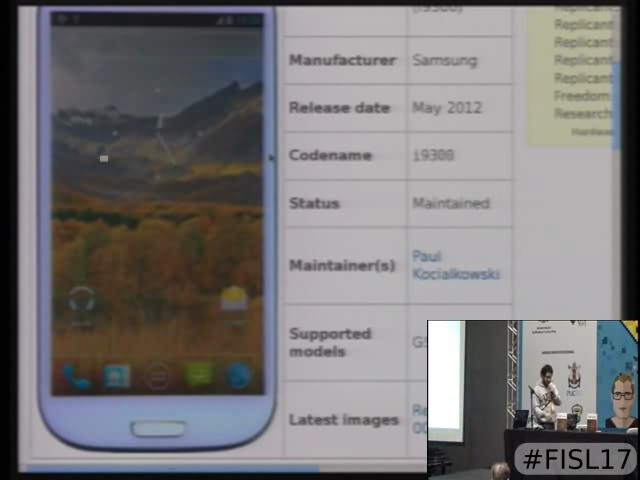 (i9300)
Manufacturer Samsung
Release date May 2012
Codename i9300
Status Maintained
Maintainer(s) Paul
Kocialkowski
Supported
models
Latest images
Replicant
Replicant
Replicant
Replicant
Freedom
Research
#FISL17